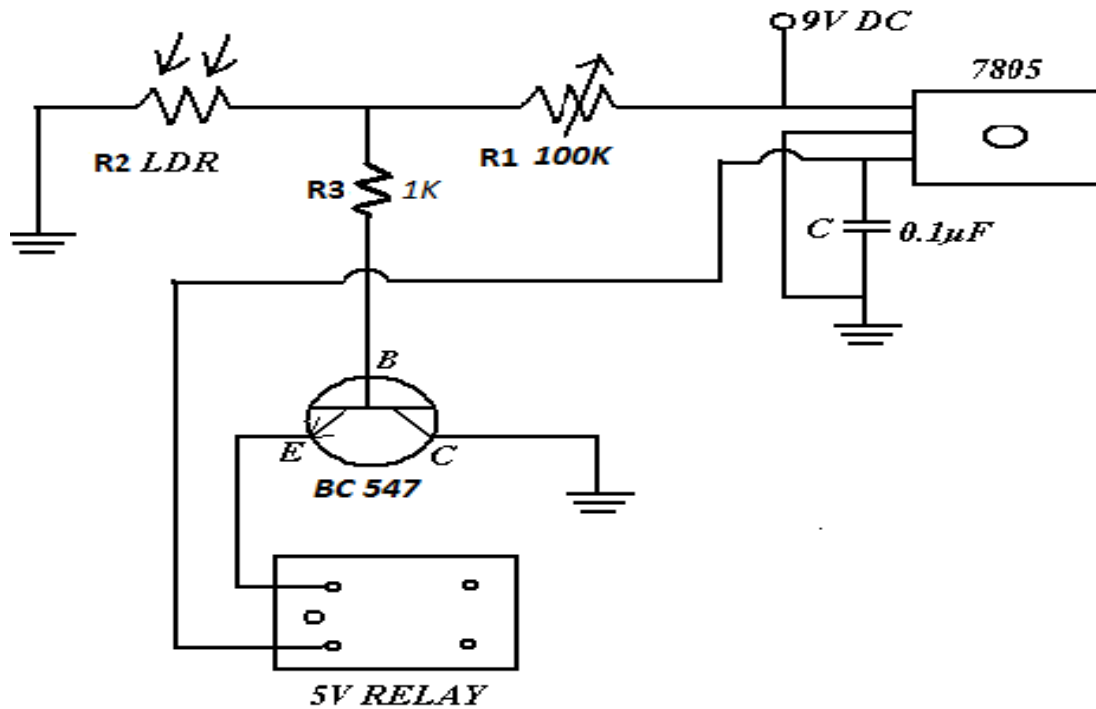 9V DC
7805
R2 LDR
R1 100K
R3 1K
C 0.1µF
B
E
C
BC 547
5V RELAY